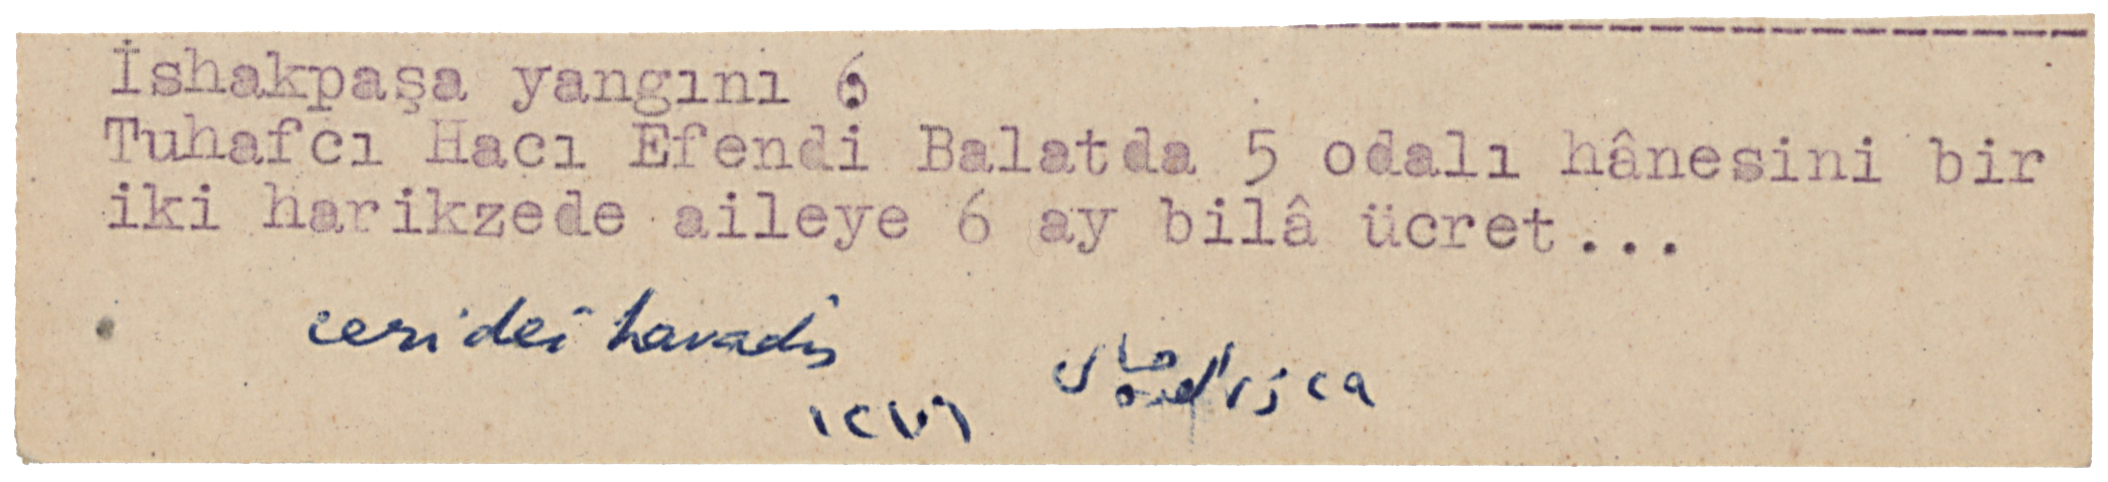 İshakpaşa yangını 6
Tuhafcı Hacı Efendi Balatda 5 odalı hânesini bir
iki harikzede aileye 6 ay bilâ ücret...
ceridei havadis